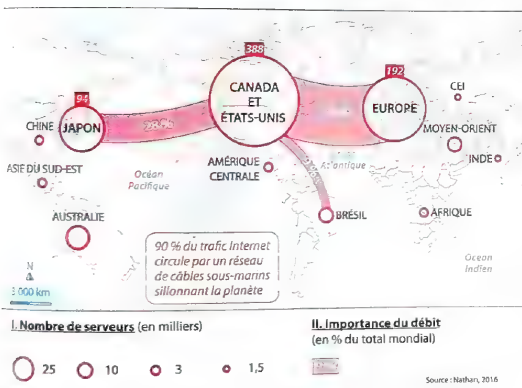 388
CANADA
ET
ÉTATS-UNIS
192
EUROPE
CEI
94
JAPON
CHINE
MOYEN-ORIENT
INDE
ASIE DU SUD-EST
Océan
Pacifique
AMÉRIQUE
CENTRALE
Atlantique
BRÉSIL
AFRIQUE
AUSTRALIE
90 % du trafic Internet
circule par un réseau
de câbles sous-marins
sillonnant la planète
Océan
Indien
N
000 km
I. Nombre de serveurs (en milliers)
25 10 3 1,5
II. Importance du débit
(en % du total mondial)
Source : Nathan, 2016